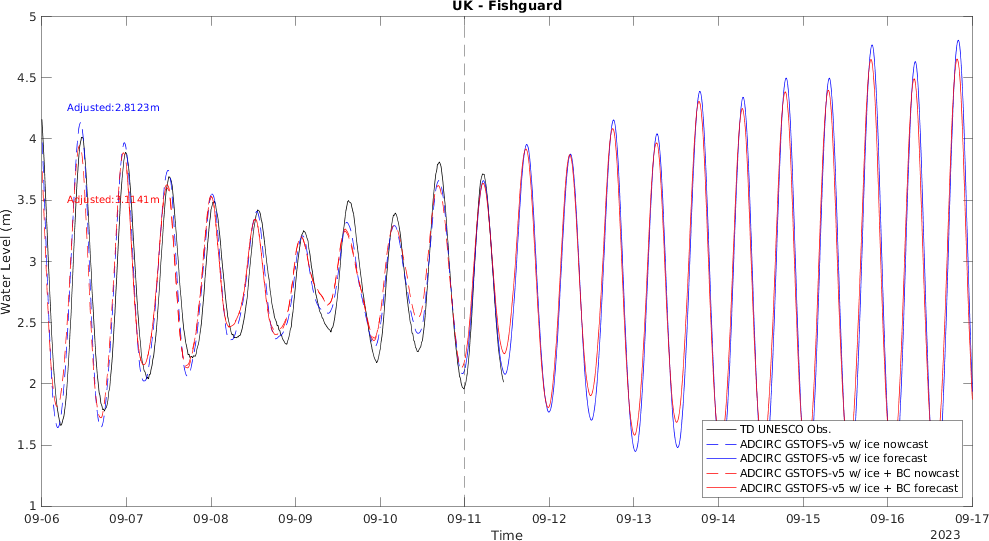 UK - Fishguard
5
4.5
4
3.5
3
2.5
2
1.5
1
Water Level (m)
Adjusted:2.8123m
Adjusted:3.1141m
TD UNESCO Obs.
ADCIRC GSTOFS-v5 w/ ice nowcast
ADCIRC GSTOFS-v5 w/ ice forecast
ADCIRC GSTOFS-v5 w/ ice + BC nowcast
ADCIRC GSTOFS-v5 w/ ice + BC forecast
09-06 09-07 09-08 09-09 09-10 09-11 09-12 09-13 09-14 09-15 09-16 09-17
Time
2023